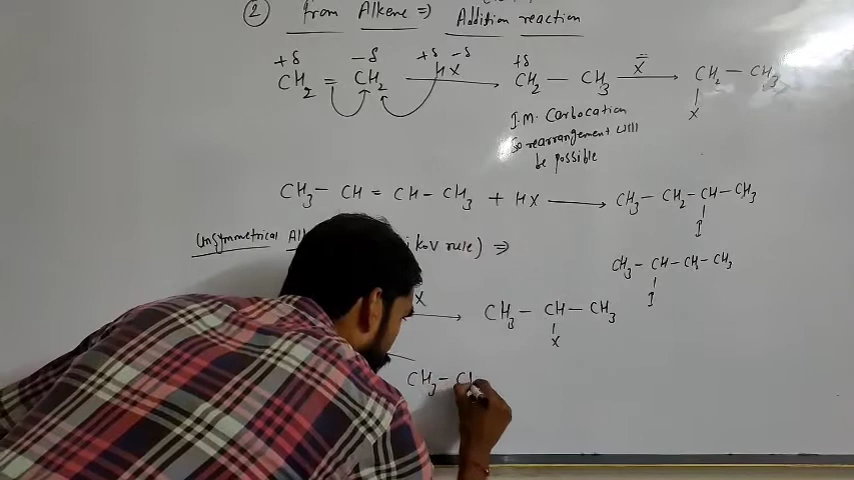 ② from Alkene ⇒ Addition reaction
+δ -δ +δ -δ +δ
CH2 = CH2 HX → CH2 — CH3 X⁻ → CH2 — CH3
X
I.M. Carbocation
So rearrangement will
be possible
CH3 — CH = CH — CH3 + HX → CH3 — CH2 — CH — CH3
I
Unsymmetrical kov rule) ⇒
CH3 — CH — CH2 — CH3
I
X → CH3 — CH — CH3
X
CH3 —